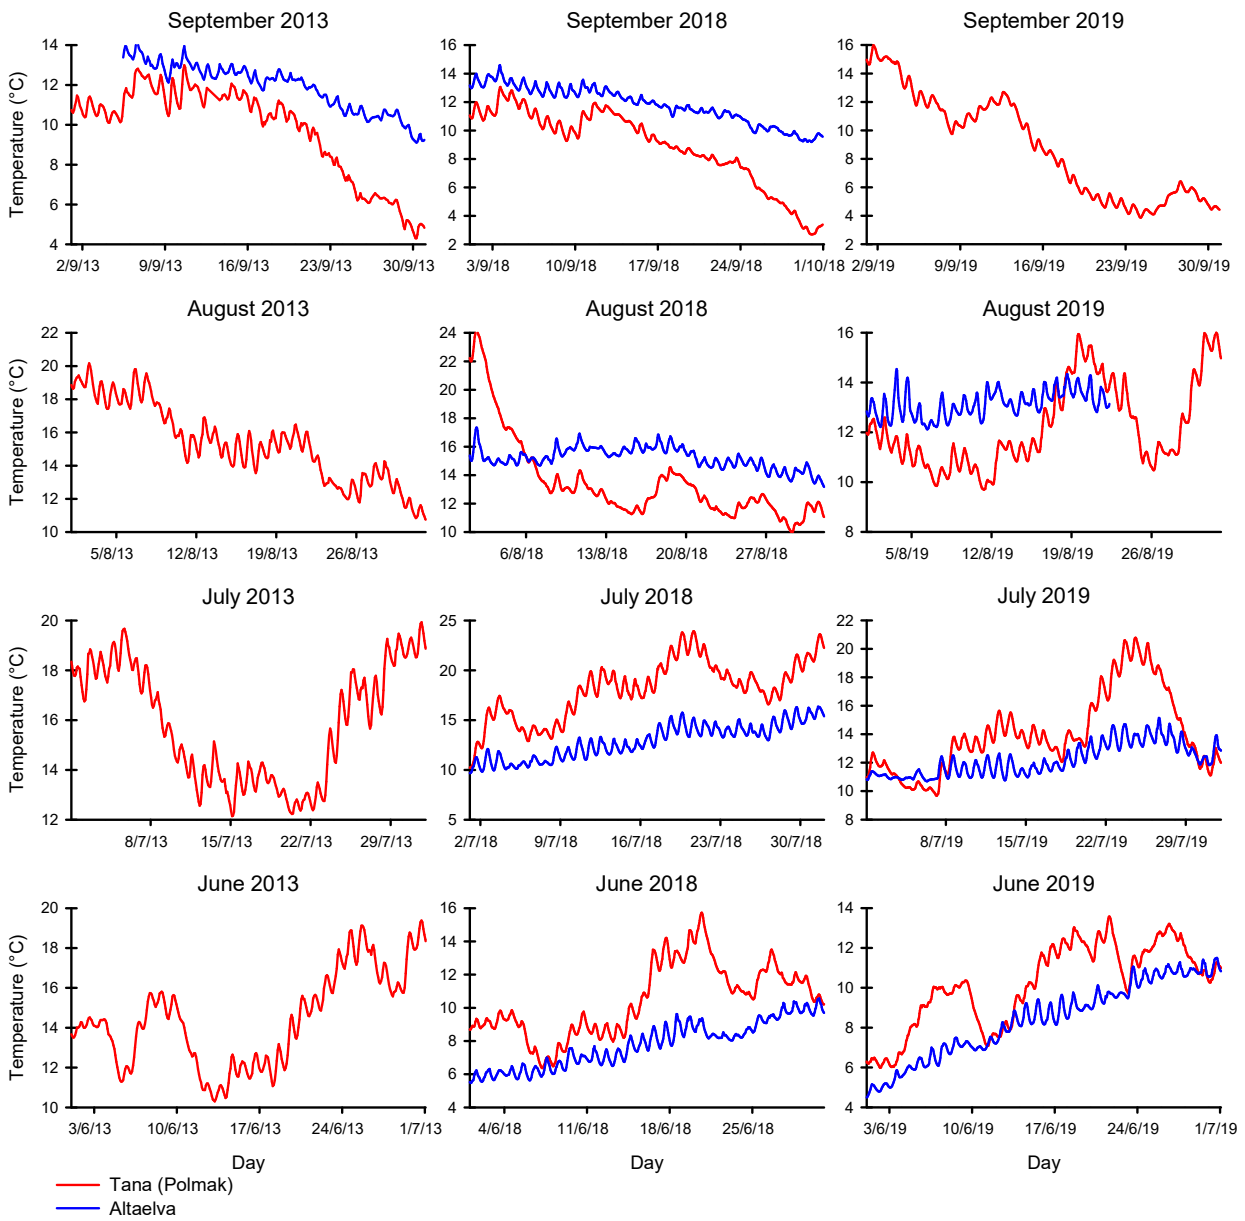 September 2013 September 2018 September 2019
Temperature (°C)
14 12 10 8 6 4
16 14 12 10 8 6 4 2
16 14 12 10 8 6 4 2
2/9/13 9/9/13 16/9/13 23/9/13 30/9/13 3/9/18 10/9/18 17/9/18 24/9/18 1/10/18 2/9/19 9/9/19 16/9/19 23/9/19 30/9/19
August 2013 August 2018 August 2019
Temperature (°C)
22 20 18 16 14 12 10
24 22 20 18 16 14 12 10
16 14 12 10 8
5/8/13 12/8/13 19/8/13 26/8/13 6/8/18 13/8/18 20/8/18 27/8/18 5/8/19 12/8/19 19/8/19 26/8/19
July 2013 July 2018 July 2019
Temperature (°C)
20 18 16 14 12
25 20 15 10 5
22 20 18 16 14 12 10 8
8/7/13 15/7/13 22/7/13 29/7/13 2/7/18 9/7/18 16/7/18 23/7/18 30/7/18 8/7/19 15/7/19 22/7/19 29/7/19
June 2013 June 2018 June 2019
Temperature (°C)
20 18 16 14 12 10
16 14 12 10 8 6 4
14 12 10 8 6 4
3/6/13 10/6/13 17/6/13 24/6/13 1/7/13 4/6/18 11/6/18 18/6/18 25/6/18 3/6/19 10/6/19 17/6/19 24/6/19 1/7/19
Day Day Day
Tana (Polmak)
Altaelva